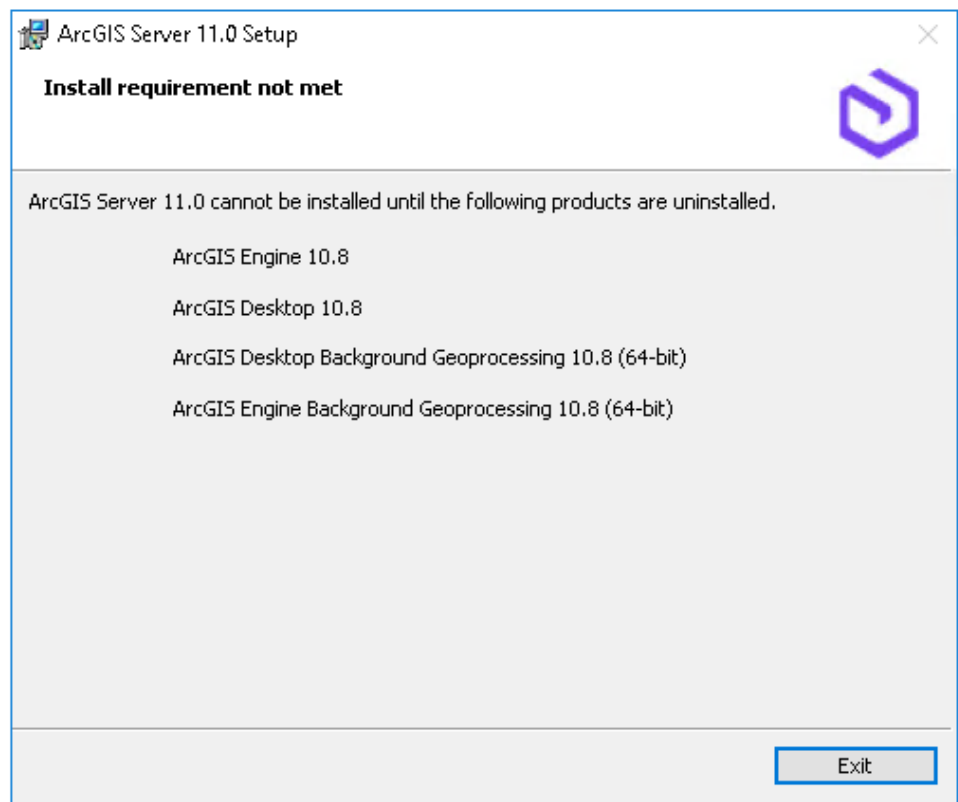 ArcGIS Server 11.0 Setup
Install requirement not met
ArcGIS Server 11.0 cannot be installed until the following products are uninstalled.
ArcGIS Engine 10.8
ArcGIS Desktop 10.8
ArcGIS Desktop Background Geoprocessing 10.8 (64-bit)
ArcGIS Engine Background Geoprocessing 10.8 (64-bit)
Exit